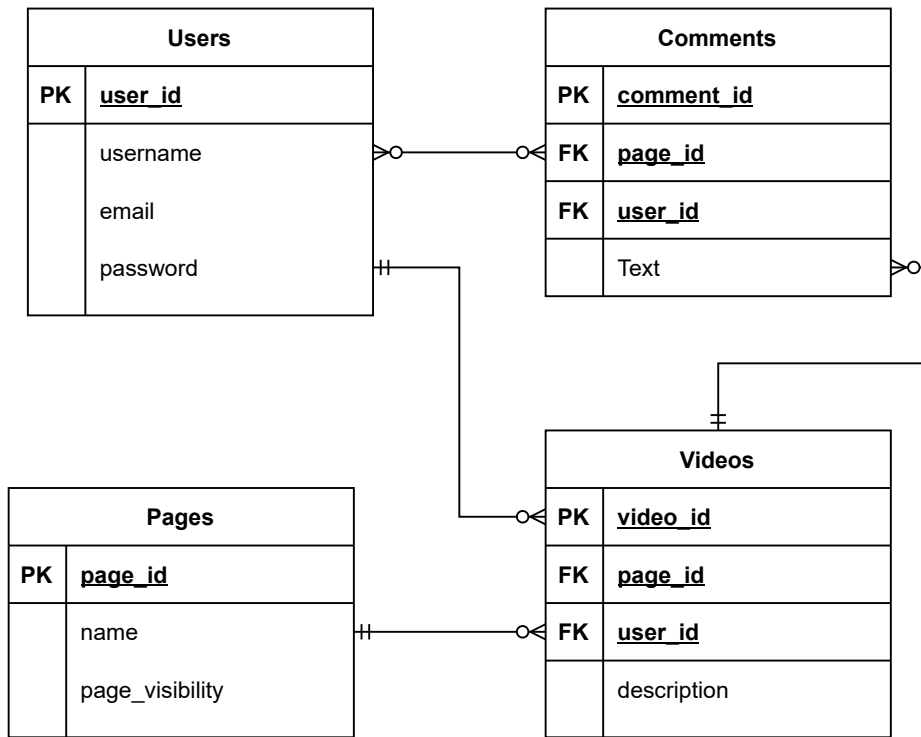 Users
PK user_id
username
email
password
Comments
PK comment_id
FK page_id
FK user_id
Text
Pages
PK page_id
name
page_visibility
Videos
PK video_id
FK page_id
FK user_id
description